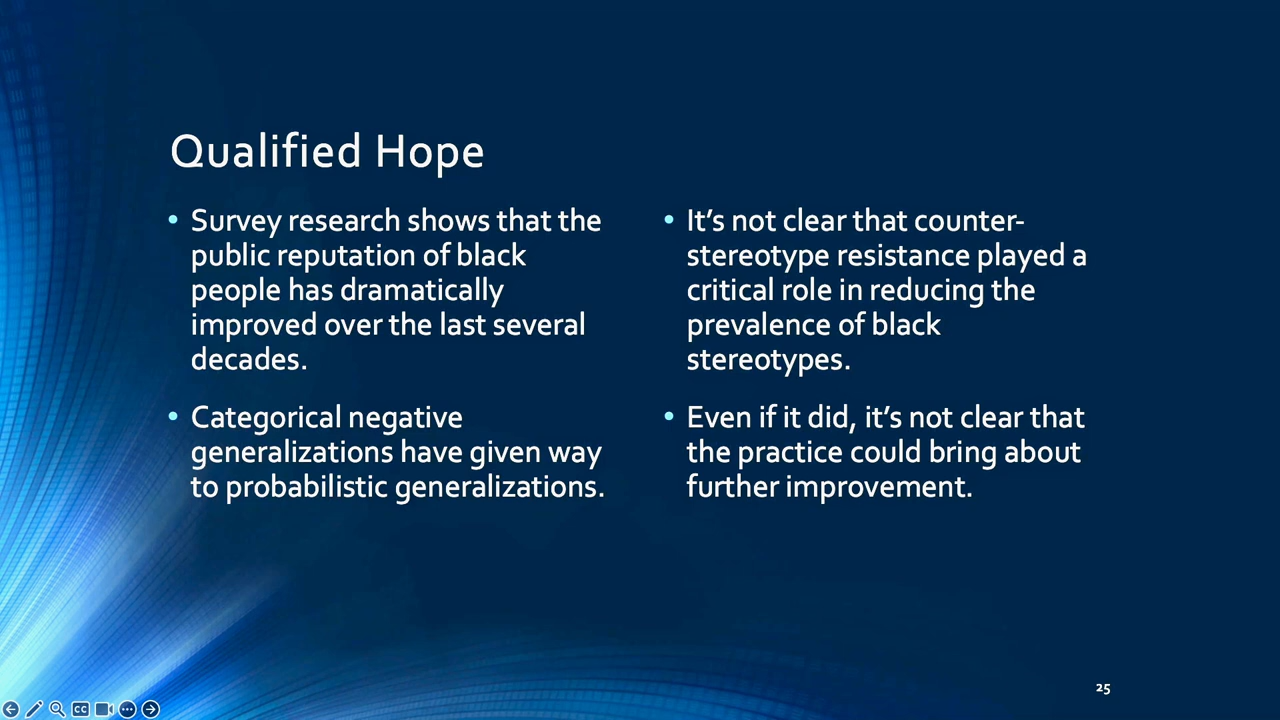 Qualified Hope
• Survey research shows that the
public reputation of black
people has dramatically
improved over the last several
decades.
• Categorical negative
generalizations have given way
to probabilistic generalizations.
• It’s not clear that counter-
stereotype resistance played a
critical role in reducing the
prevalence of black
stereotypes.
• Even if it did, it’s not clear that
the practice could bring about
further improvement.
25
CC